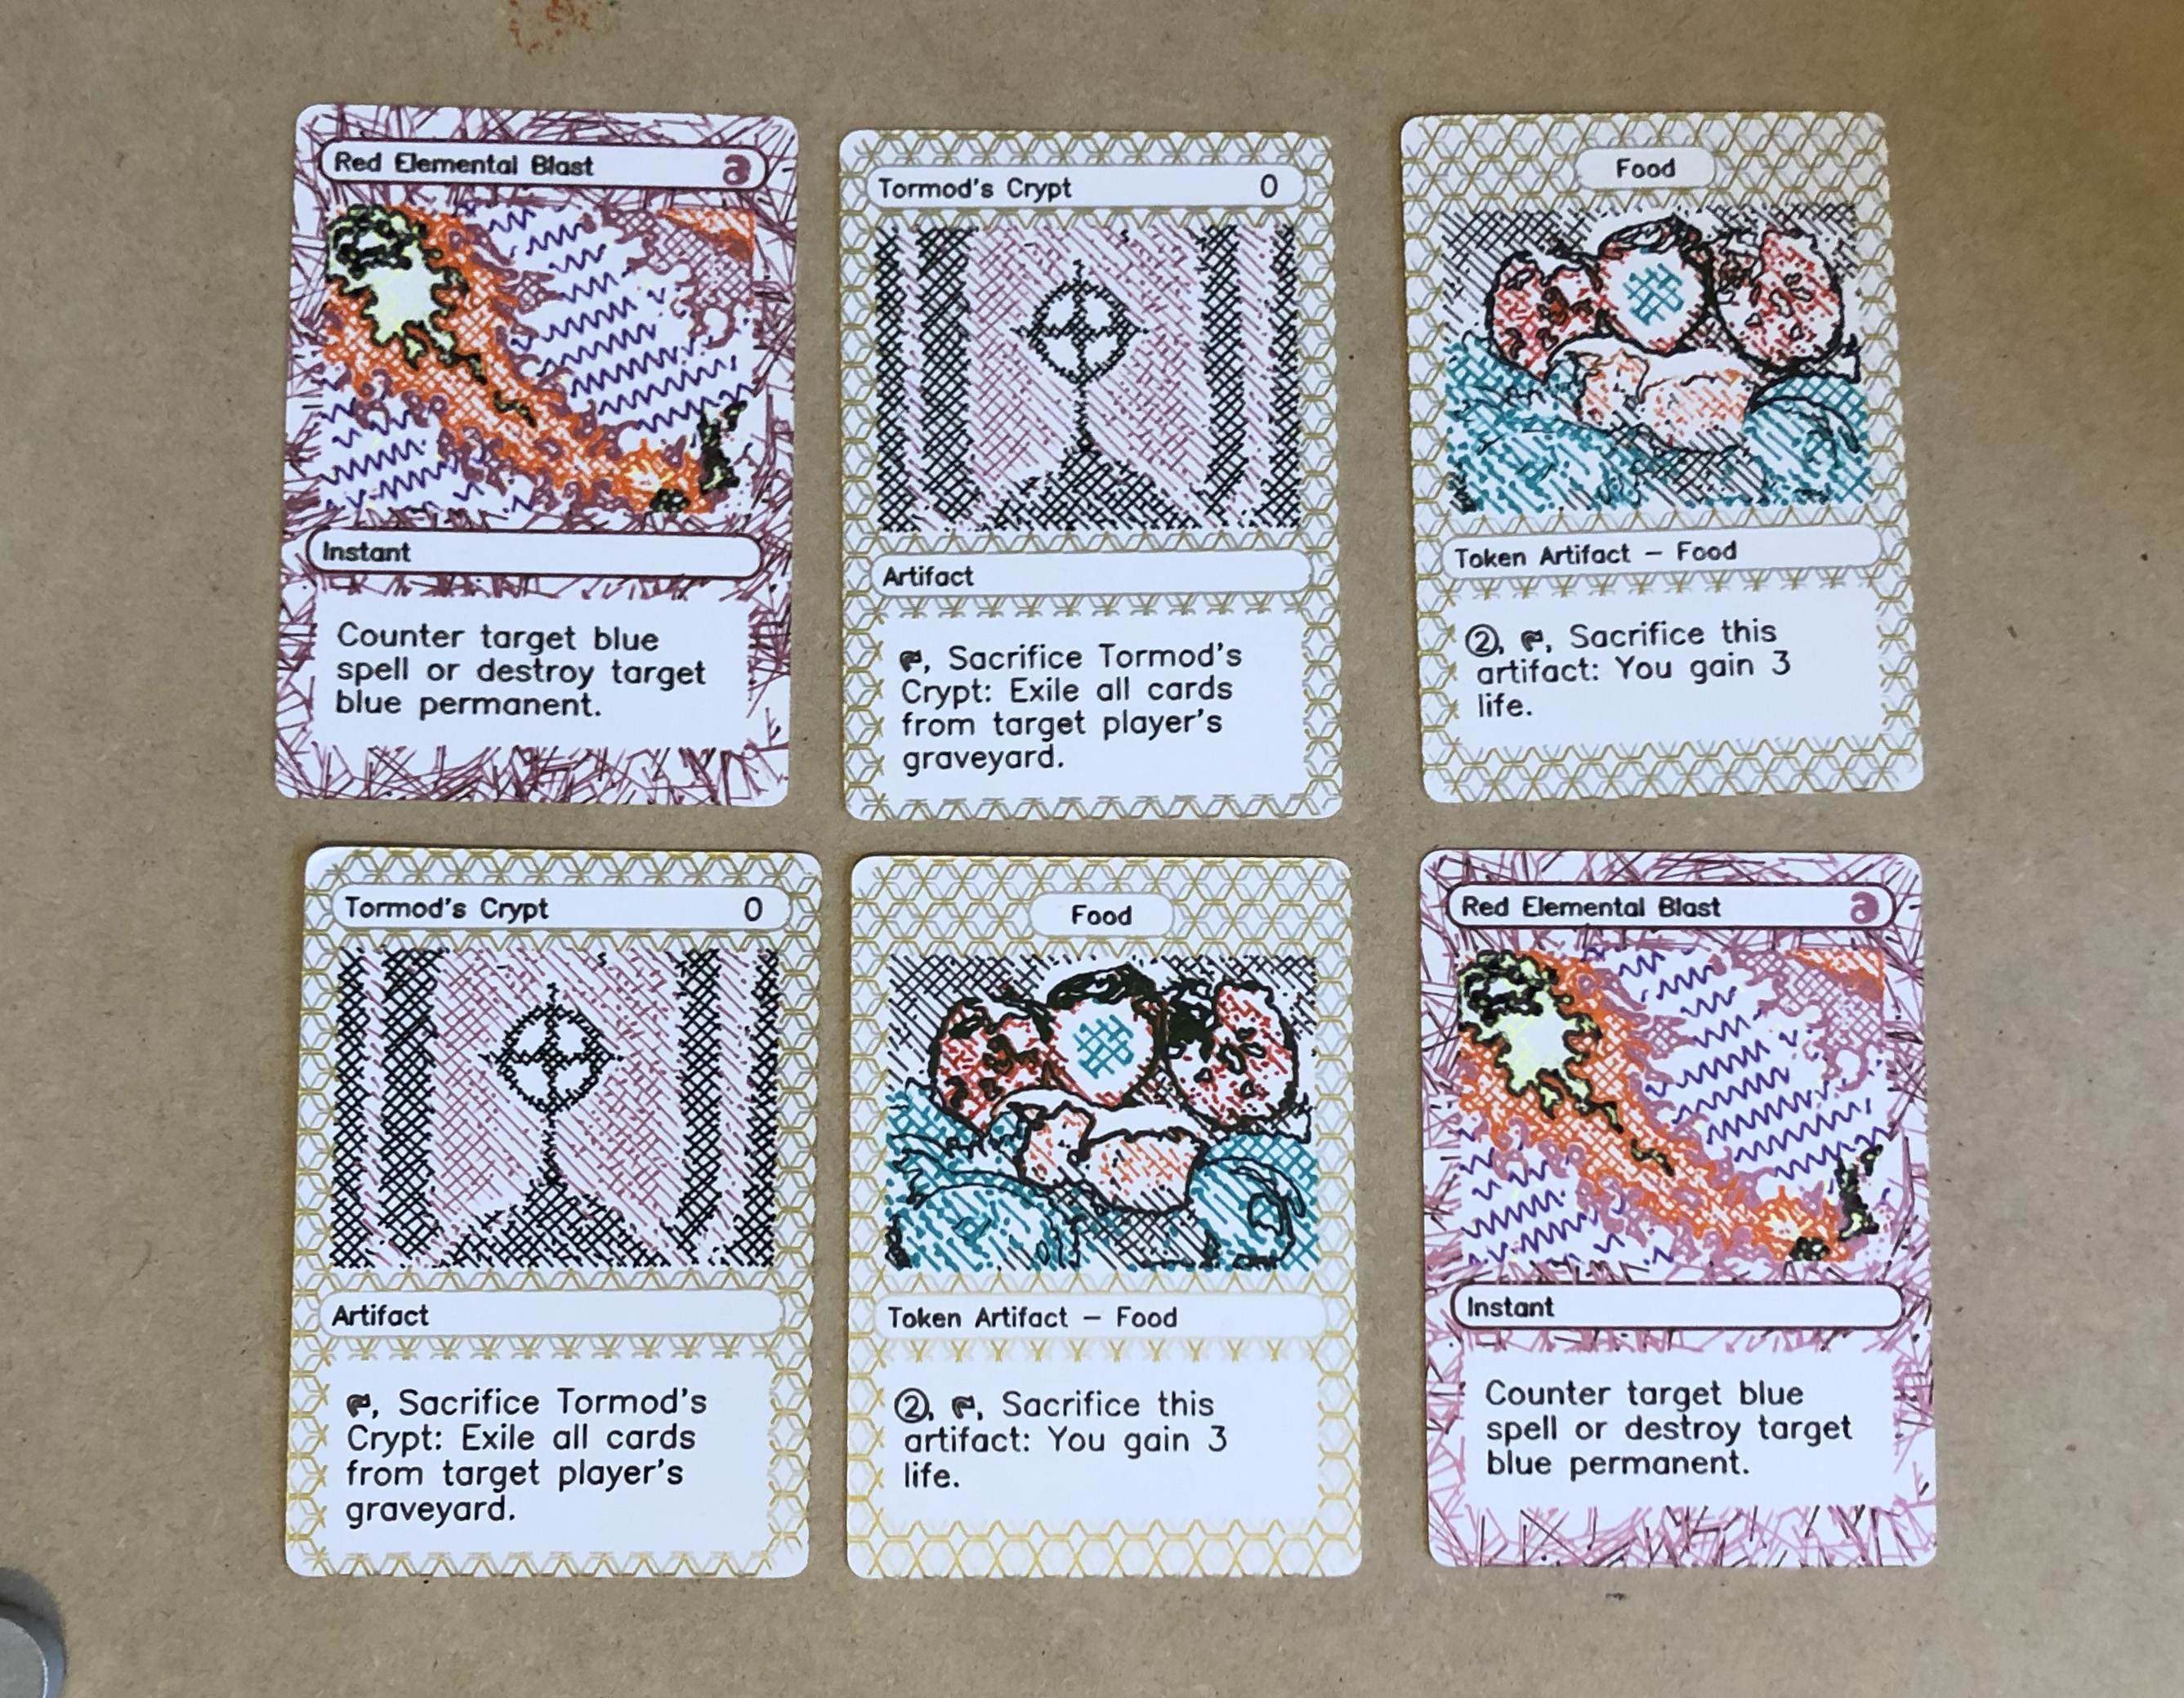 Red Elemental Blast
Instant
Counter target blue
spell or destroy target
blue permanent.
Tormod's Crypt 0
Artifact
, Sacrifice Tormod's
Crypt: Exile all cards
from target player's
graveyard.
Food
Token Artifact – Food
2, , Sacrifice this
artifact: You gain 3
life.
Tormod's Crypt 0
Artifact
, Sacrifice Tormod's
Crypt: Exile all cards
from target player's
graveyard.
Food
Token Artifact – Food
2, , Sacrifice this
artifact: You gain 3
life.
Red Elemental Blast
Instant
Counter target blue
spell or destroy target
blue permanent.